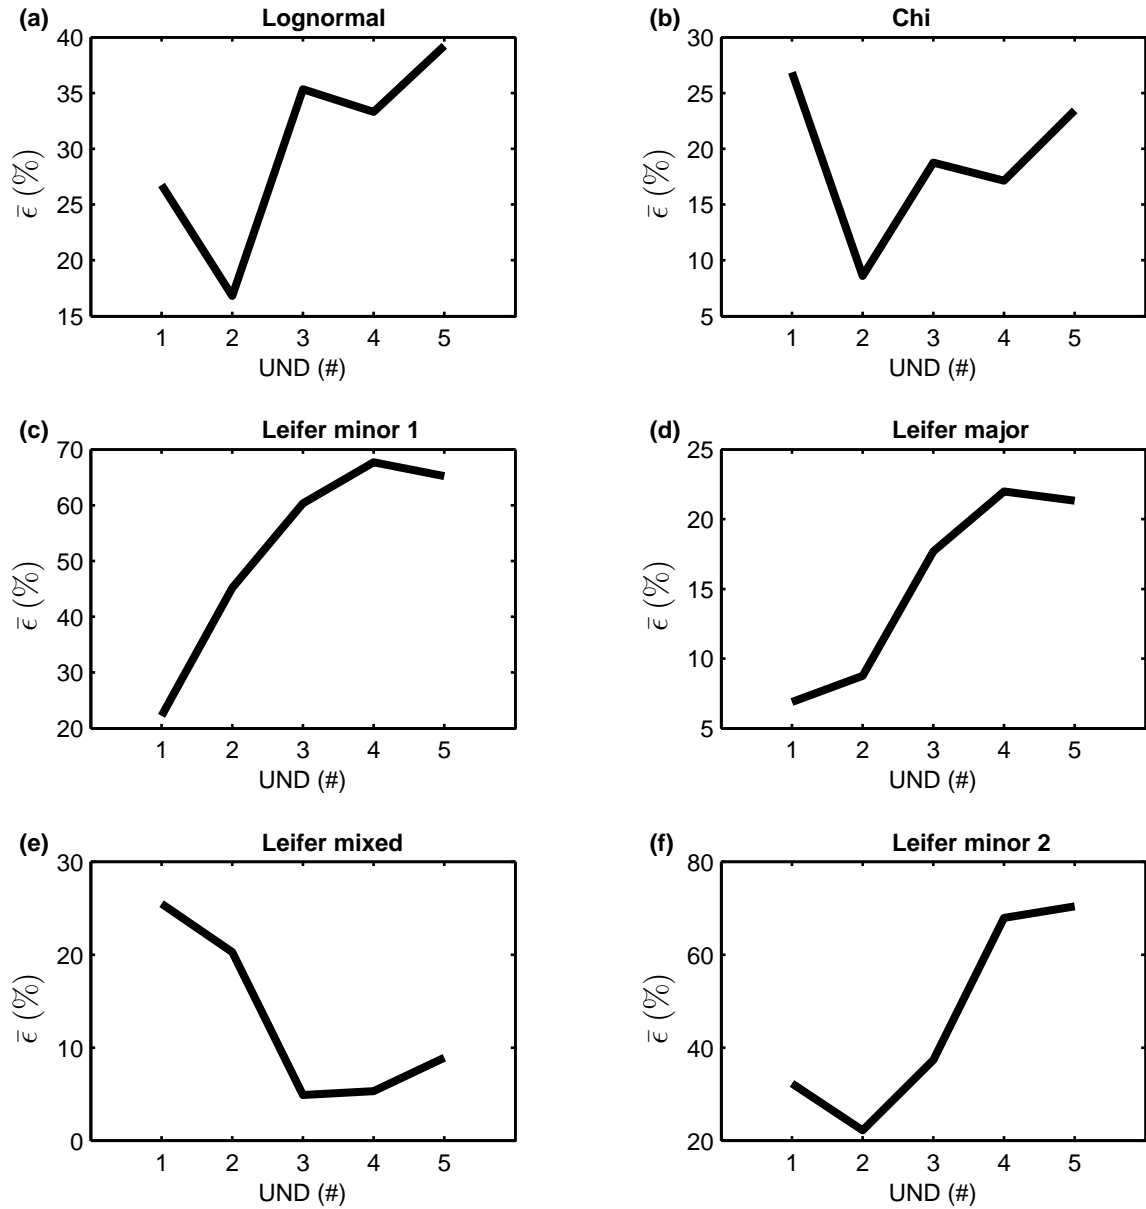 (a) Lognormal
40
35
30
25
20
15
ϵ̄ (%)
1 2 3 4 5
UND (#)
(b) Chi
30
25
20
15
10
5
ϵ̄ (%)
1 2 3 4 5
UND (#)
(c) Leifer minor 1
70
60
50
40
30
20
ϵ̄ (%)
1 2 3 4 5
UND (#)
(d) Leifer major
25
20
15
10
5
ϵ̄ (%)
1 2 3 4 5
UND (#)
(e) Leifer mixed
30
20
10
0
ϵ̄ (%)
1 2 3 4 5
UND (#)
(f) Leifer minor 2
80
60
40
20
ϵ̄ (%)
1 2 3 4 5
UND (#)